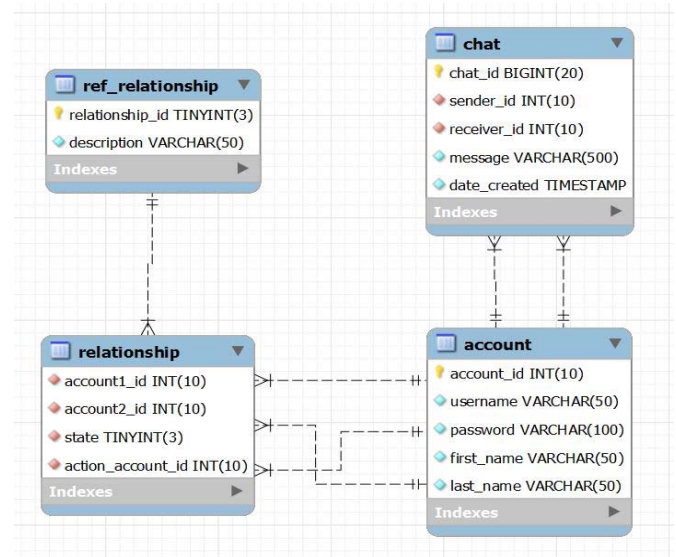 ref_relationship
relationship_id TINYINT(3)
description VARCHAR(50)
Indexes
chat
chat_id BIGINT(20)
sender_id INT(10)
receiver_id INT(10)
message VARCHAR(500)
date_created TIMESTAMP
Indexes
relationship
account1_id INT(10)
account2_id INT(10)
state TINYINT(3)
action_account_id INT(10)
Indexes
account
account_id INT(10)
username VARCHAR(50)
password VARCHAR(100)
first_name VARCHAR(50)
last_name VARCHAR(50)
Indexes